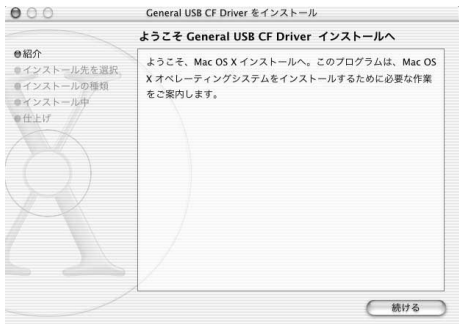 General USB CF Driver をインストール
ようこそ General USB CF Driver インストールへ
紹介
インストール先を選択
インストールの種類
インストール中
仕上げ
ようこそ、Mac OS X インストールへ。このプログラムは、Mac OS
X オペレーティングシステムをインストールするために必要な作業
をご案内します。
続ける